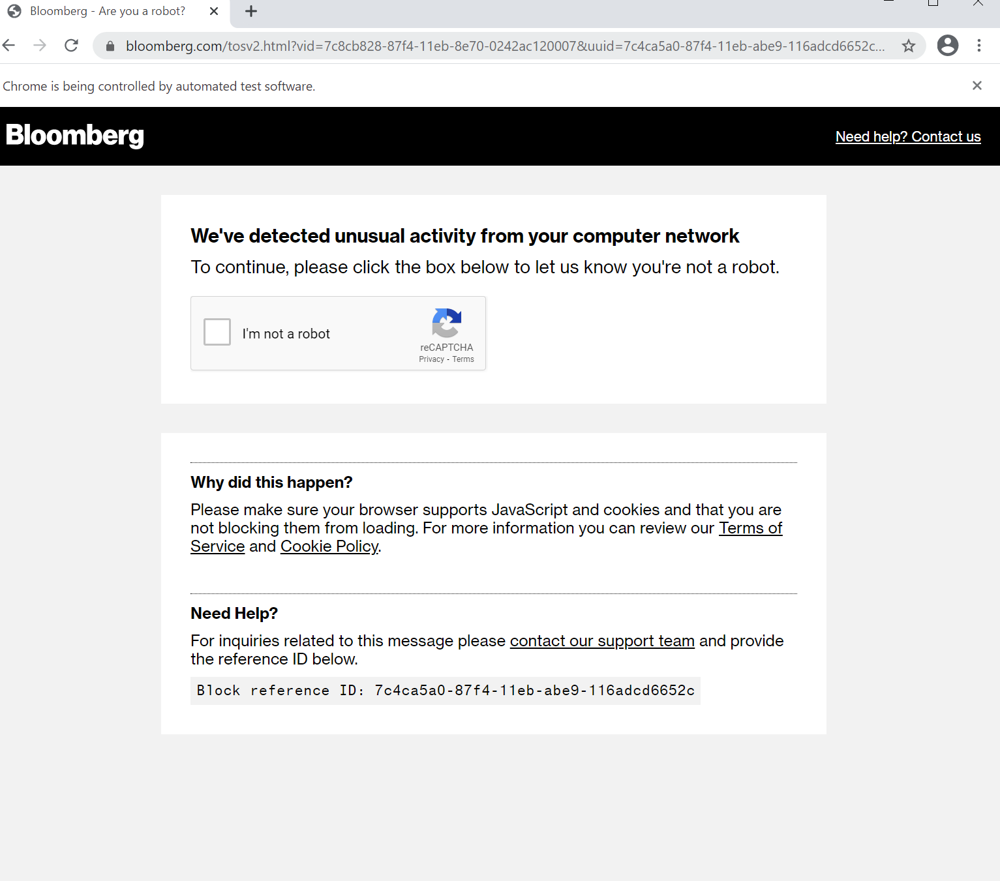 Bloomberg - Are you a robot?
bloomberg.com/tosv2.html?vid=7c8cb828-87f4-11eb-8e70-0242ac120007&uuid=7c4ca5a0-87f4-11eb-abe9-116adcd6652c...
Chrome is being controlled by automated test software.
Bloomberg
Need help? Contact us
We've detected unusual activity from your computer network
To continue, please click the box below to let us know you're not a robot.
I'm not a robot
reCAPTCHA
Privacy - Terms
Why did this happen?
Please make sure your browser supports JavaScript and cookies and that you are
not blocking them from loading. For more information you can review our Terms of
Service and Cookie Policy.
Need Help?
For inquiries related to this message please contact our support team and provide
the reference ID below.
Block reference ID: 7c4ca5a0-87f4-11eb-abe9-116adcd6652c